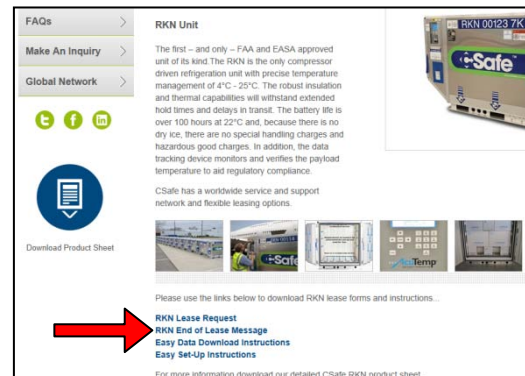 FAQs
Make An Inquiry
Global Network
Download Product Sheet
RKN Unit
The first – and only – FAA and EASA approved
unit of its kind.The RKN is the only compressor
driven refrigeration unit with precise temperature
management of 4°C - 25°C. The robust insulation
and thermal capabilities will withstand extended
hold times and delays in transit. The battery life is
over 100 hours at 22°C and, because there is no
dry ice, there are no special handling charges and
hazardous good charges. In addition, the data
tracking device monitors and verifies the payload
temperature to aid regulatory compliance.
CSafe has a worldwide service and support
network and flexible leasing options.
RKN 00123 7K
CSafe
CSafe
AcuTemp
Please use the links below to download RKN lease forms and instructions...
RKN Lease Request
RKN End of Lease Message
Easy Data Download Instructions
Easy Set-Up Instructions
For more information download our detailed CSafe RKN product sheet